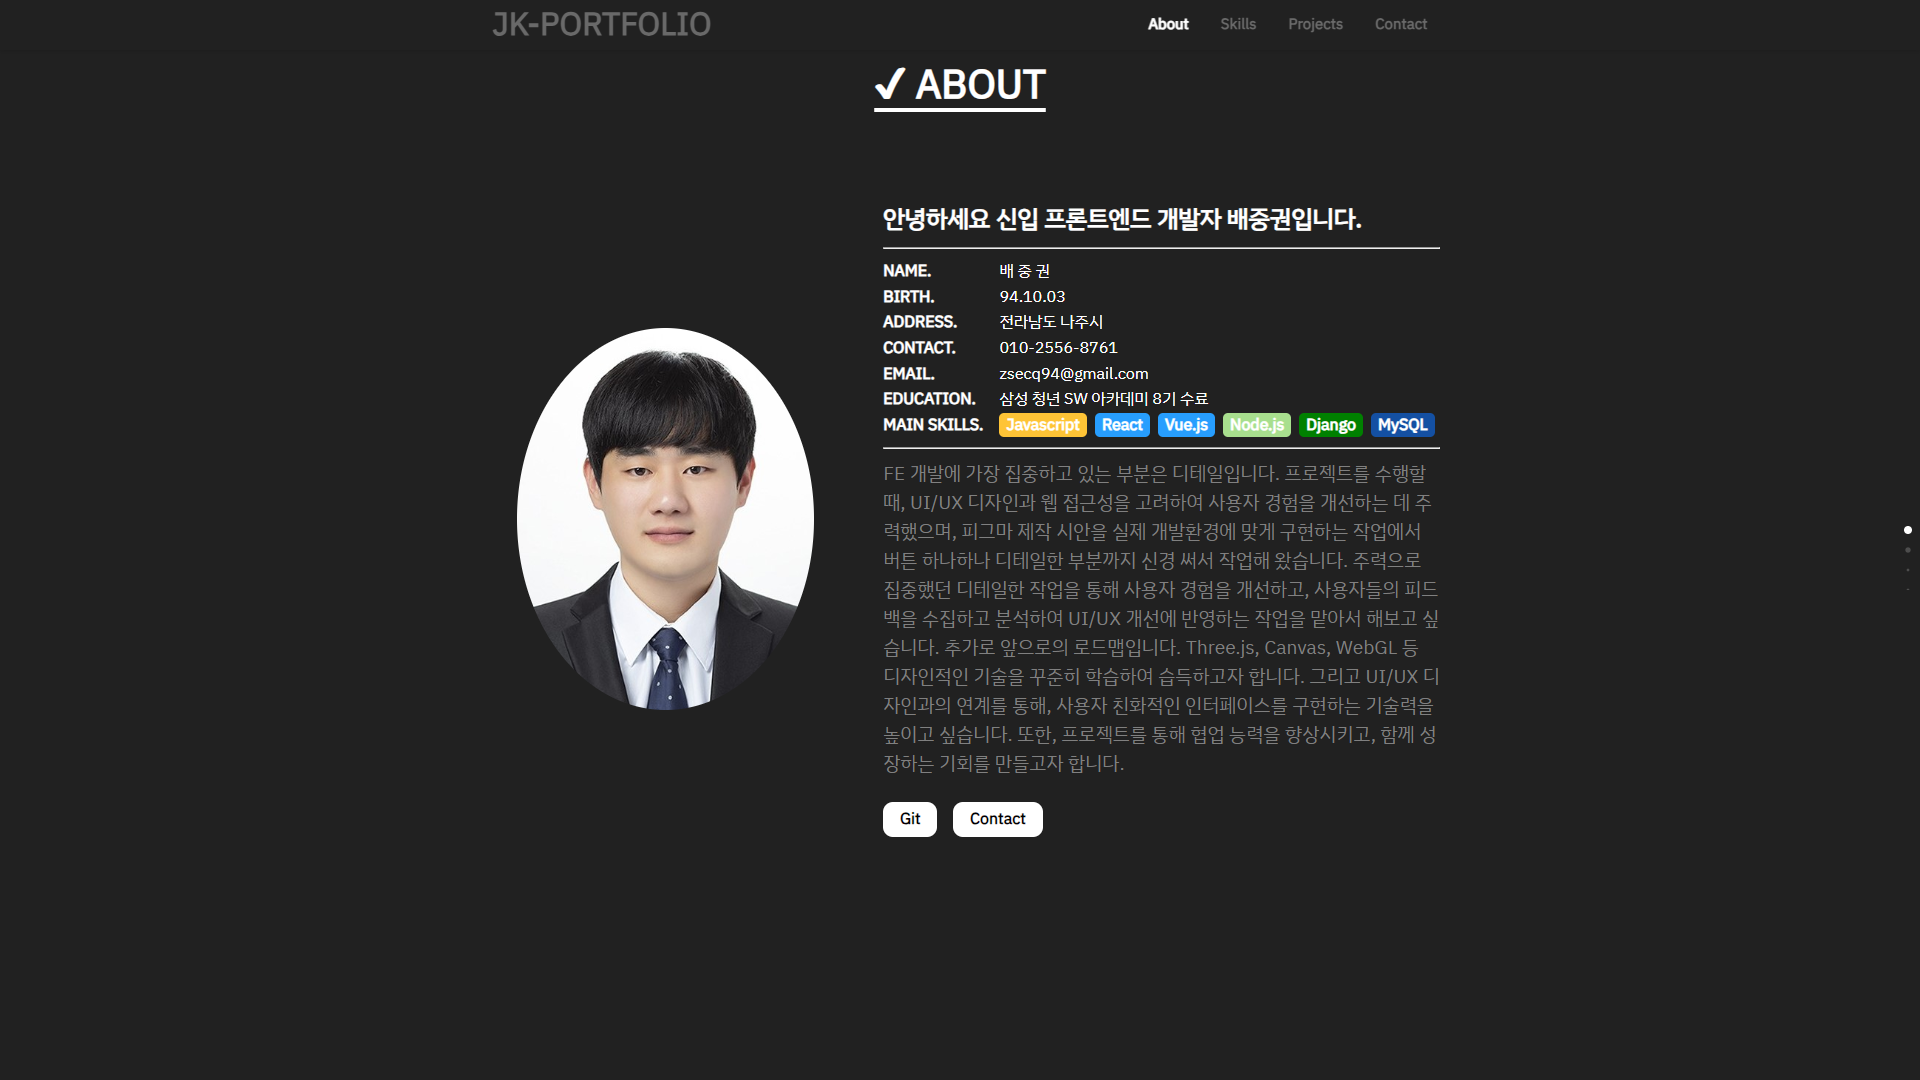 JK-PORTFOLIO
About Skills Projects Contact
✓ ABOUT
안녕하세요 신입 프론트엔드 개발자 배중권입니다.
NAME. 배 중 권
BIRTH. 94.10.03
ADDRESS. 전라남도 나주시
CONTACT. 010-2556-8761
EMAIL. zsecq94@gmail.com
EDUCATION. 삼성 청년 SW 아카데미 8기 수료
MAIN SKILLS. Javascript React Vue.js Node.js Django MySQL
FE 개발에 가장 집중하고 있는 부분은 디테일입니다. 프로젝트를 수행할
때, UI/UX 디자인과 웹 접근성을 고려하여 사용자 경험을 개선하는 데 주
력했으며, 피그마 제작 시안을 실제 개발환경에 맞게 구현하는 작업에서
버튼 하나하나 디테일한 부분까지 신경 써서 작업해 왔습니다. 주력으로
집중했던 디테일한 작업을 통해 사용자 경험을 개선하고, 사용자들의 피드
백을 수집하고 분석하여 UI/UX 개선에 반영하는 작업을 맡아서 해보고 싶
습니다. 추가로 앞으로의 로드맵입니다. Three.js, Canvas, WebGL 등
디자인적인 기술을 꾸준히 학습하여 습득하고자 합니다. 그리고 UI/UX 디
자인과의 연계를 통해, 사용자 친화적인 인터페이스를 구현하는 기술력을
높이고 싶습니다. 또한, 프로젝트를 통해 협업 능력을 향상시키고, 함께 성
장하는 기회를 만들고자 합니다.
Git Contact